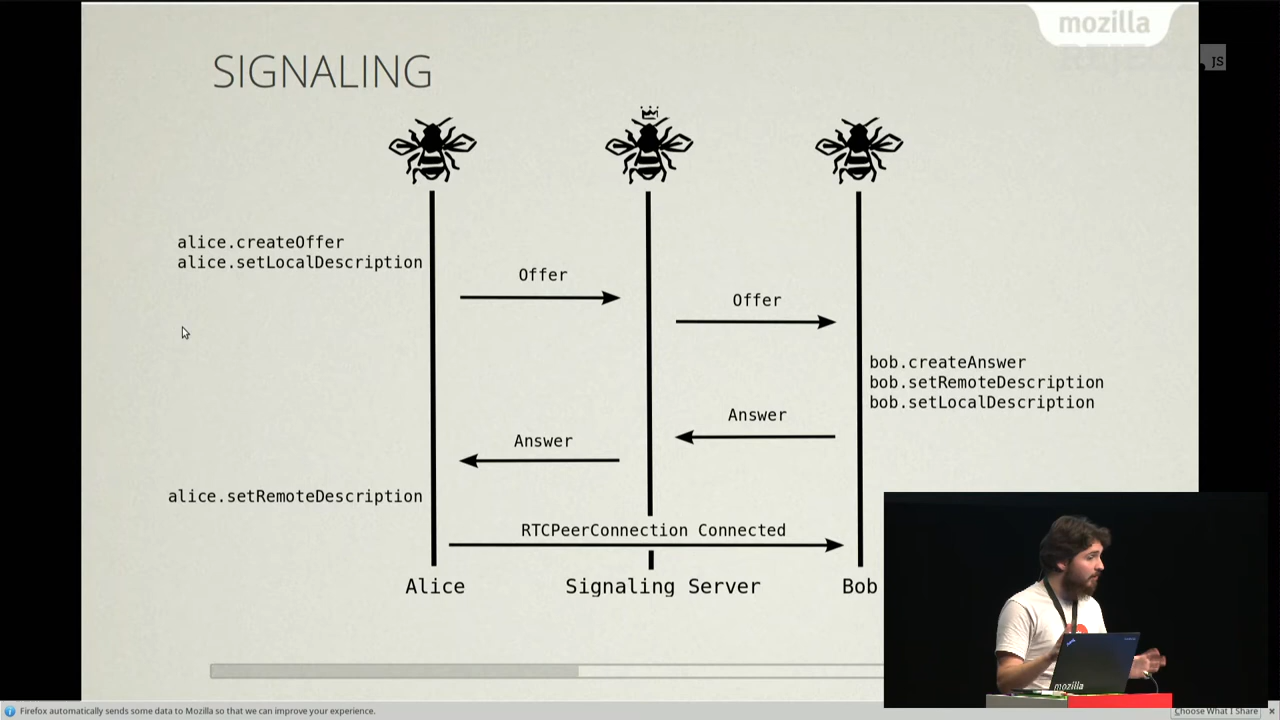 mozilla
JS
SIGNALING
alice.createOffer
alice.setLocalDescription
Offer
Offer
bob.createAnswer
bob.setRemoteDescription
bob.setLocalDescription
Answer
Answer
alice.setRemoteDescription
RTCPeerConnection Connected
Alice
Signaling Server
Bob
mozilla
Firefox automatically sends some data to Mozilla so that we can improve your experience.
Choose What I Share